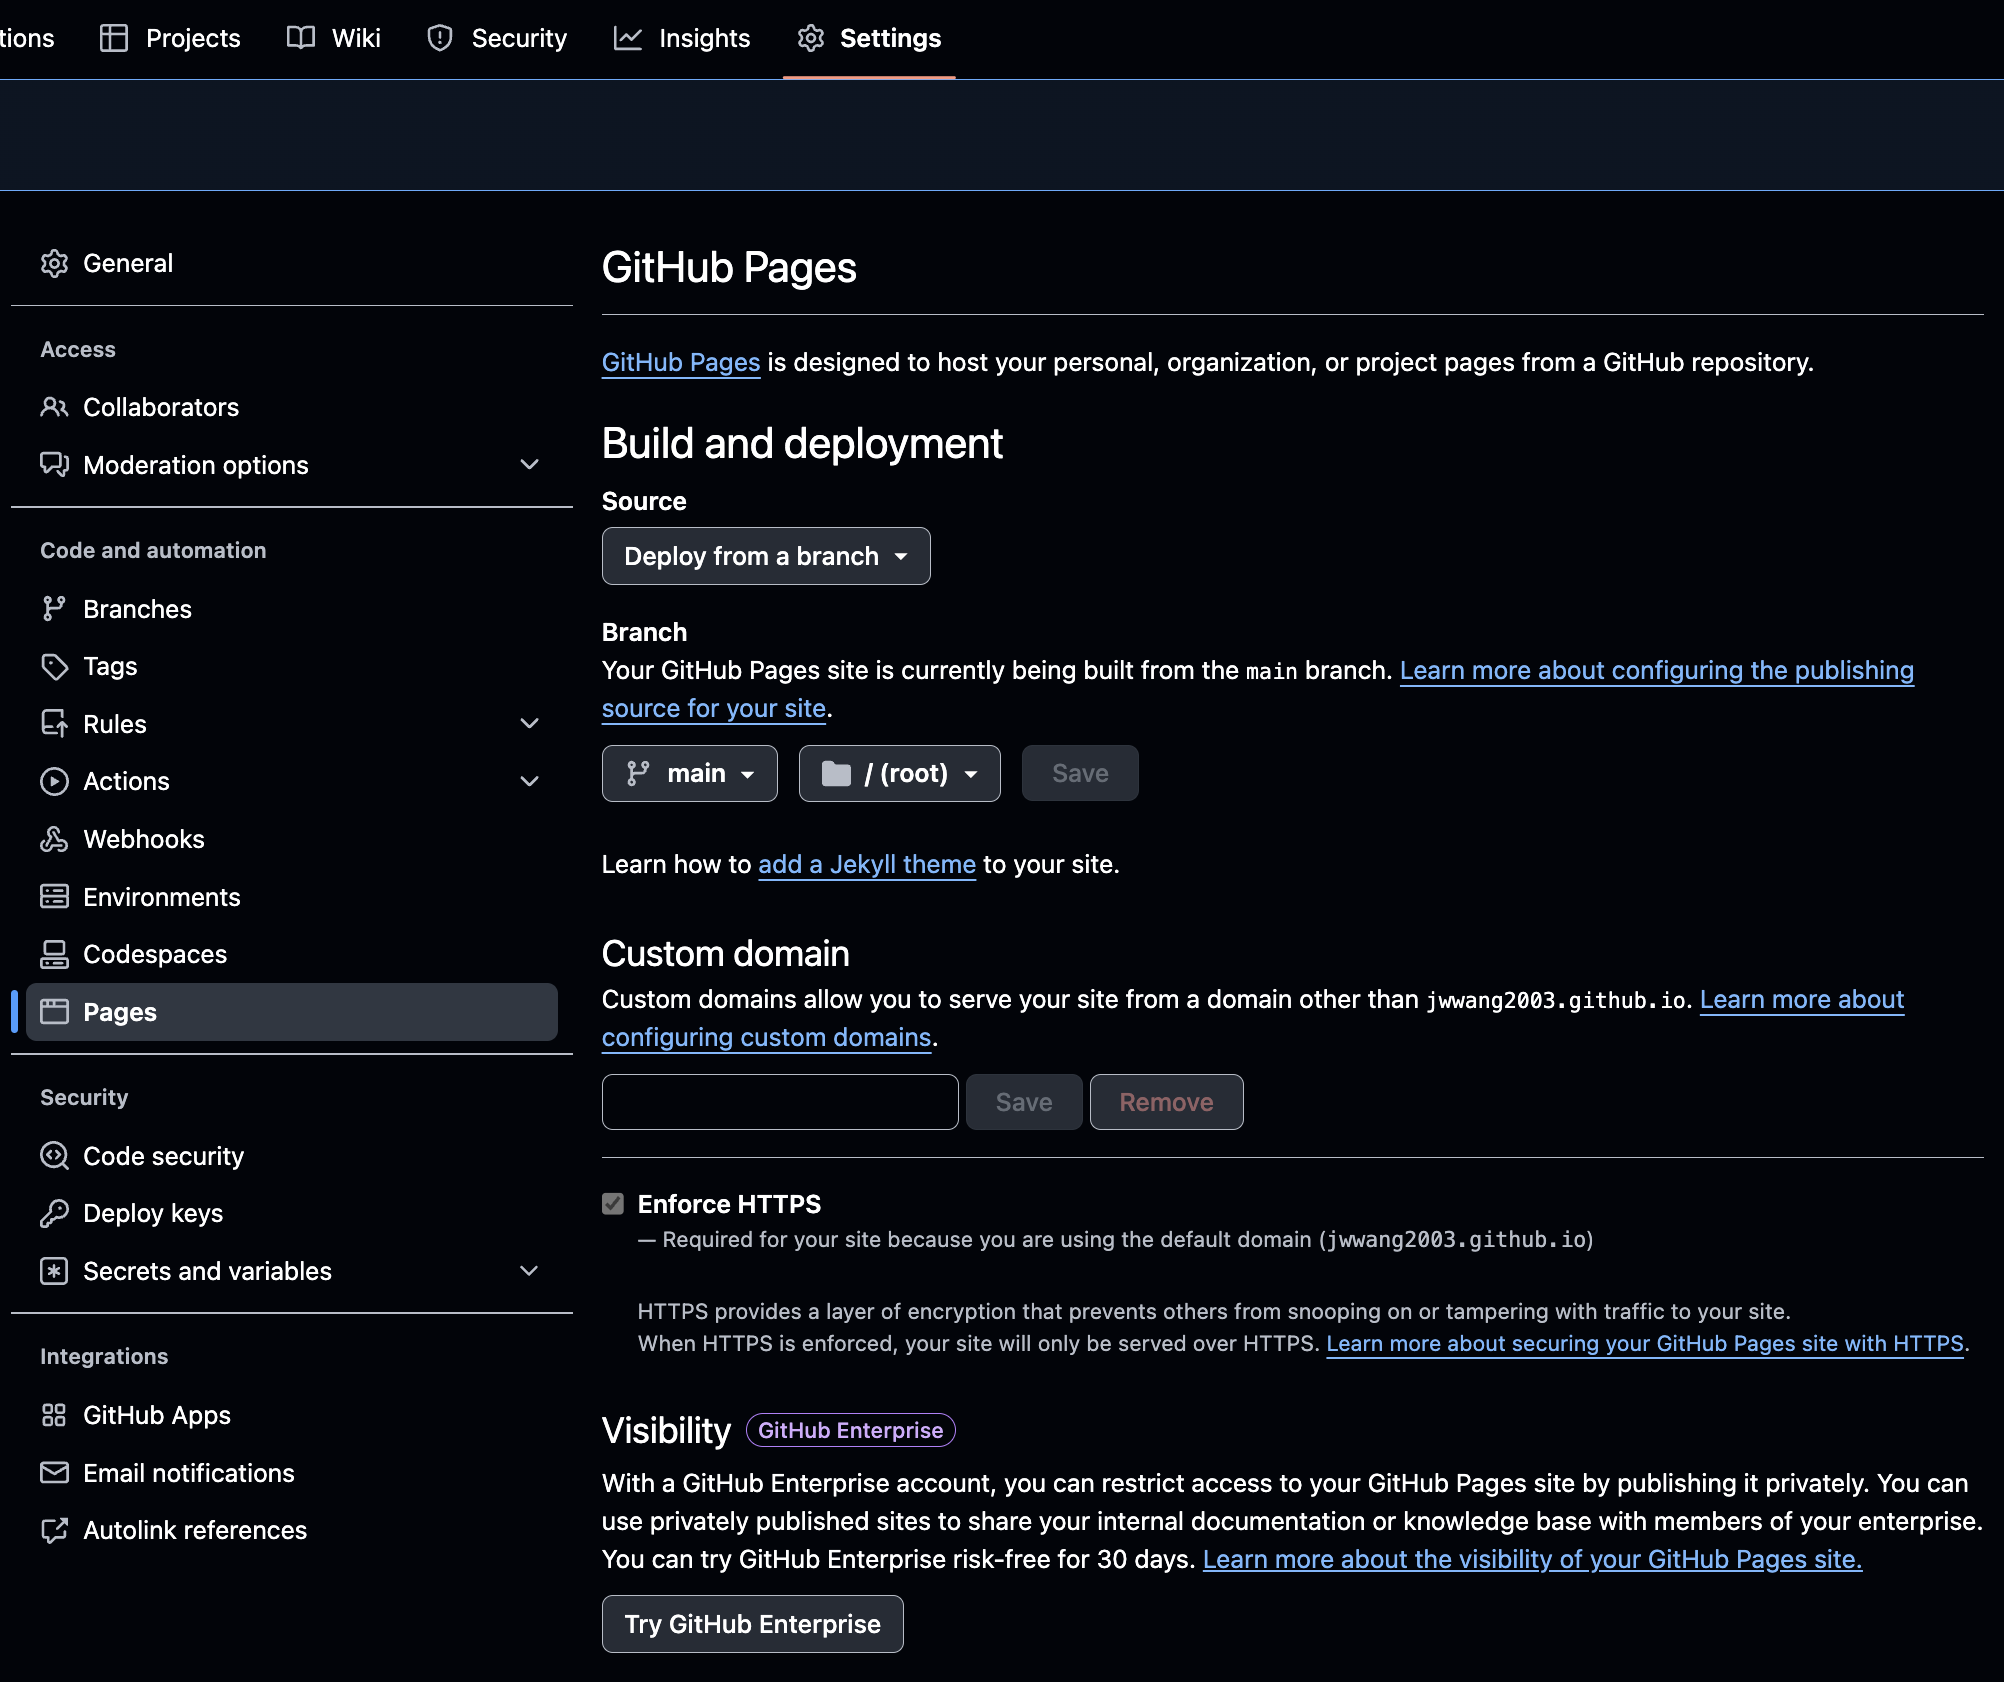 tions Projects Wiki Security Insights Settings
General
Access
Collaborators
Moderation options
Code and automation
Branches
Tags
Rules
Actions
Webhooks
Environments
Codespaces
Pages
Security
Code security
Deploy keys
Secrets and variables
Integrations
GitHub Apps
Email notifications
Autolink references
GitHub Pages
GitHub Pages is designed to host your personal, organization, or project pages from a GitHub repository.
Build and deployment
Source
Deploy from a branch
Branch
Your GitHub Pages site is currently being built from the main branch. Learn more about configuring the publishing
source for your site.
main / (root) Save
Learn how to add a Jekyll theme to your site.
Custom domain
Custom domains allow you to serve your site from a domain other than jwwang2003.github.io. Learn more about
configuring custom domains.
Save Remove
Enforce HTTPS
— Required for your site because you are using the default domain (jwwang2003.github.io)
HTTPS provides a layer of encryption that prevents others from snooping on or tampering with traffic to your site.
When HTTPS is enforced, your site will only be served over HTTPS. Learn more about securing your GitHub Pages site with HTTPS.
Visibility GitHub Enterprise
With a GitHub Enterprise account, you can restrict access to your GitHub Pages site by publishing it privately. You can
use privately published sites to share your internal documentation or knowledge base with members of your enterprise.
You can try GitHub Enterprise risk-free for 30 days. Learn more about the visibility of your GitHub Pages site.
Try GitHub Enterprise